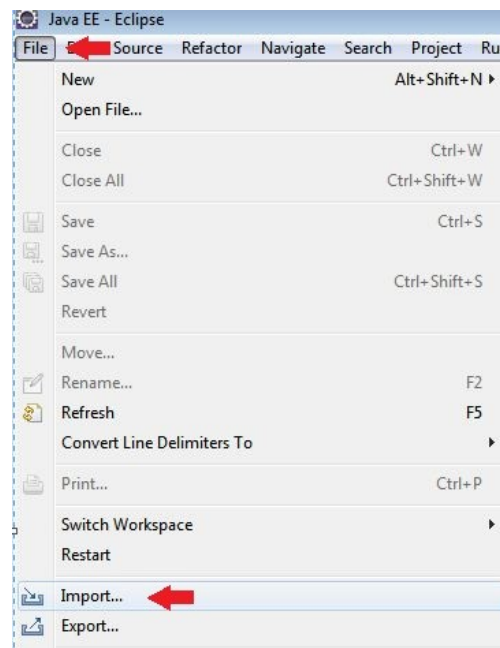 Java EE - Eclipse
File Source Refactor Navigate Search Project Ru
New Alt+Shift+N
Open File...
Close Ctrl+W
Close All Ctrl+Shift+W
Save Ctrl+S
Save As...
Save All Ctrl+Shift+S
Revert
Move...
Rename... F2
Refresh F5
Convert Line Delimiters To
Print... Ctrl+P
Switch Workspace
Restart
Import...
Export...